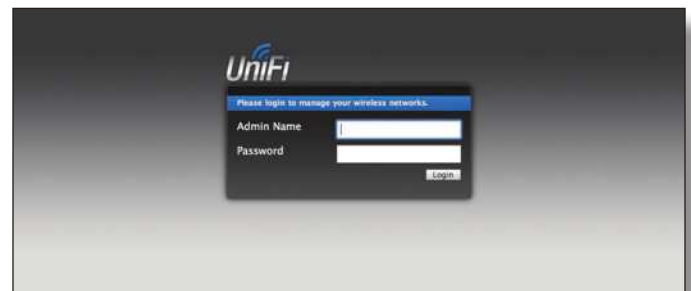 UniFi
Please login to manage your wireless networks.
Admin Name
Password
Login